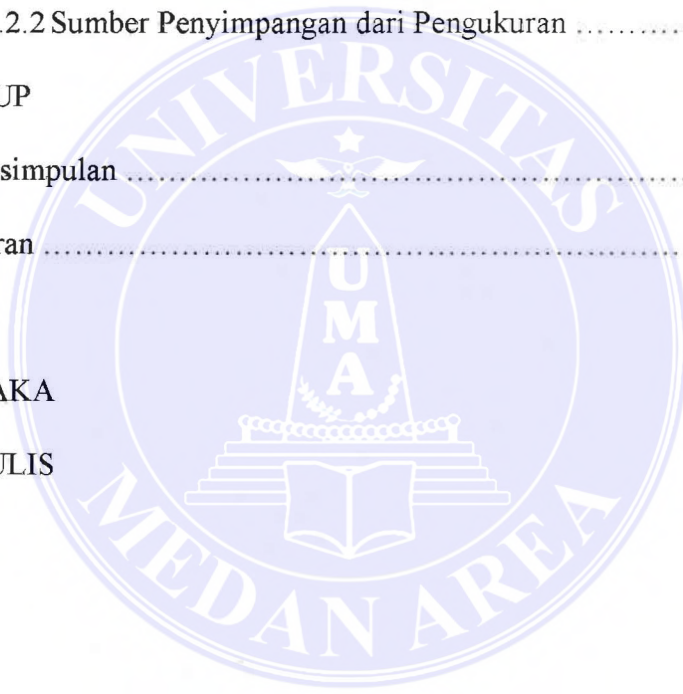 .2.2 Sumber Penyimpangan dari Pengukuran ..........
UP
simpulan ................................................................
ran ..........................................................................
AKA
ULIS
UNIVERSITAS
UMA
MEDAN AREA